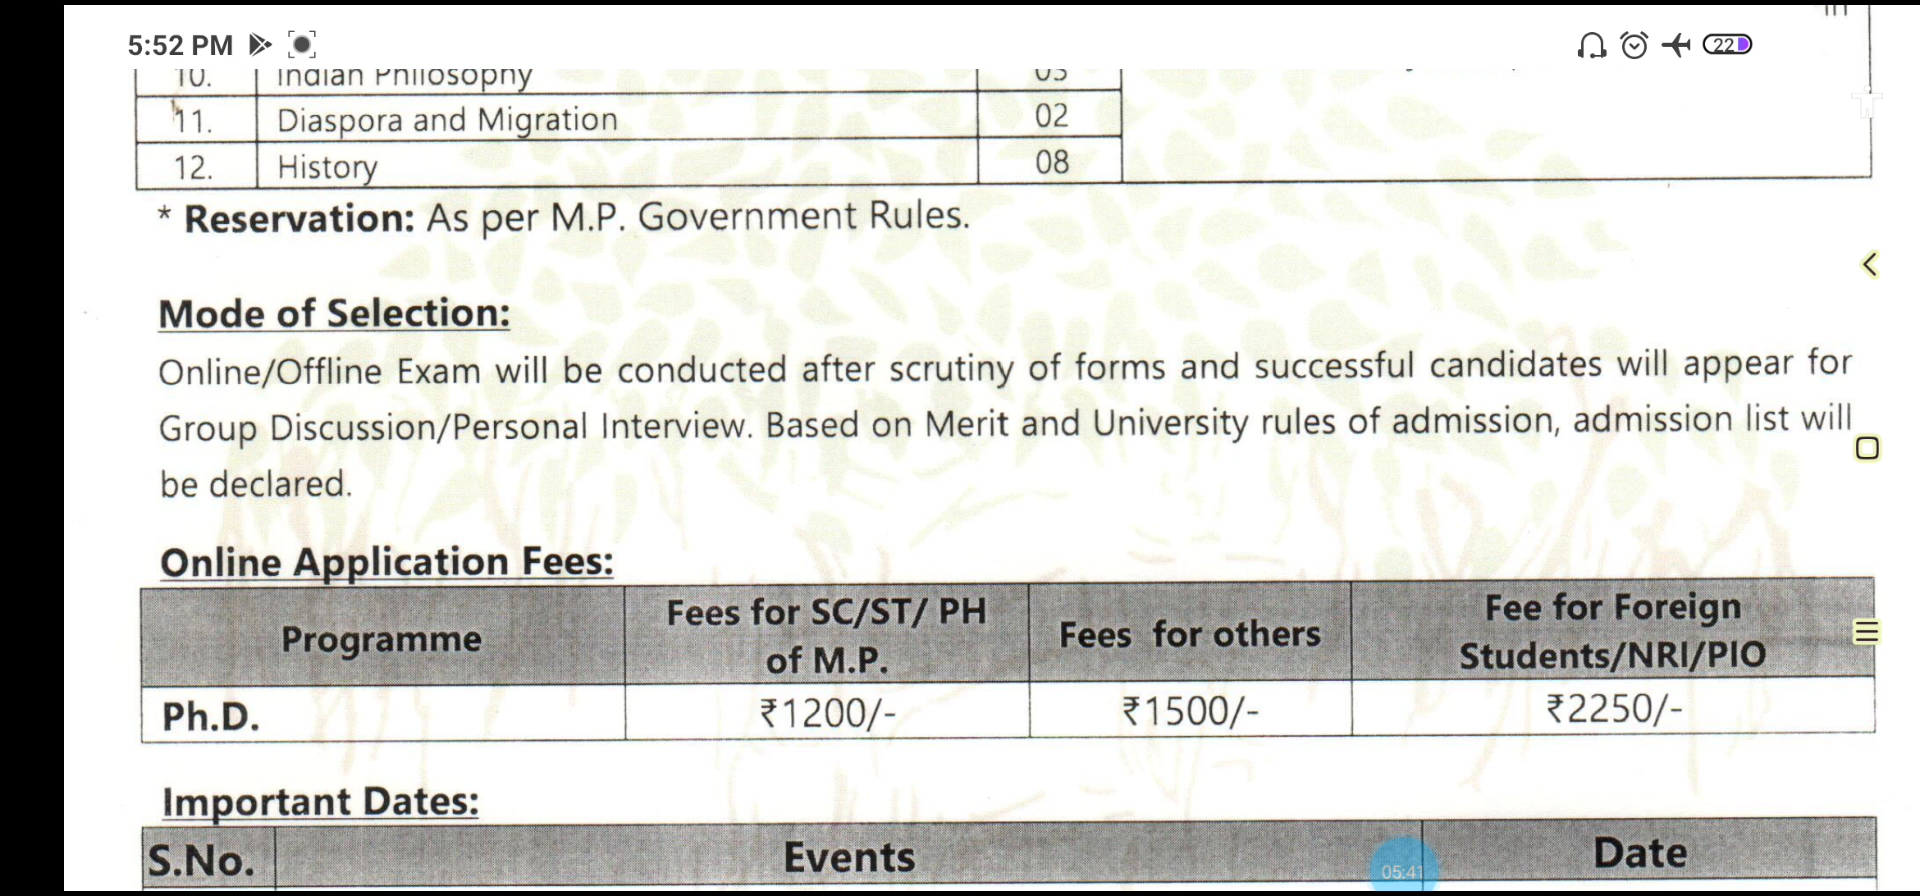 5:52 PM
22
10. Indian Philosophy 03
11. Diaspora and Migration 02
12. History 08
* Reservation: As per M.P. Government Rules.
Mode of Selection:
Online/Offline Exam will be conducted after scrutiny of forms and successful candidates will appear for
Group Discussion/Personal Interview. Based on Merit and University rules of admission, admission list will
be declared.
Online Application Fees:
Programme
Fees for SC/ST/ PH
of M.P.
Fees for others
Fee for Foreign
Students/NRI/PIO
Ph.D. ₹1200/- ₹1500/- ₹2250/-
Important Dates:
S.No. Events Date
05:41